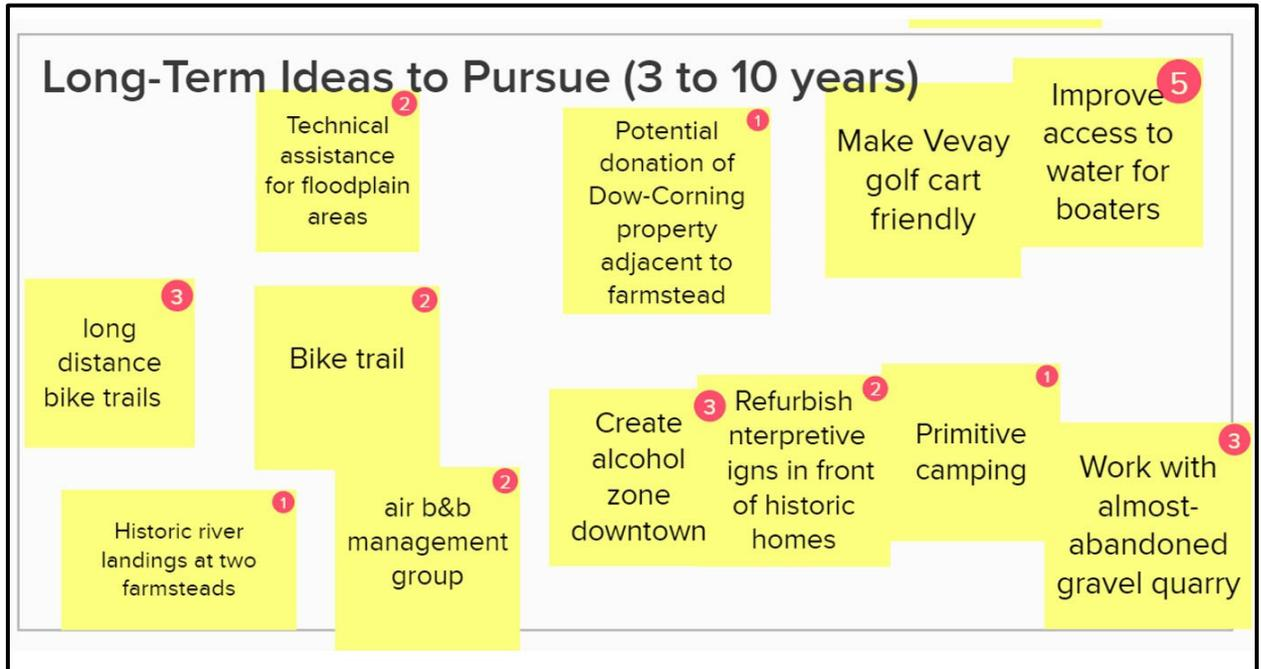 Long-Term Ideas to Pursue (3 to 10 years)
2
Technical
assistance
for floodplain
areas
1
Potential
donation of
Dow-Corning
property
adjacent to
farmstead
Make Vevay
golf cart
friendly
5
Improve
access to
water for
boaters
3
long
distance
bike trails
2
Bike trail
1
Historic river
landings at two
farmsteads
2
air b&b
management
group
3
Create
alcohol
zone
downtown
2
Refurbish
nterpretive
igns in front
of historic
homes
1
Primitive
camping
3
Work with
almost-
abandoned
gravel quarry